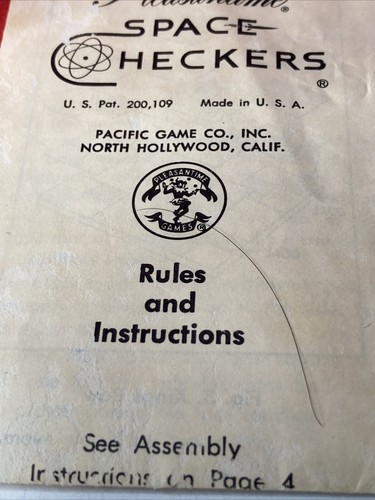 Pleasantime®
SPACE
CHECKERS®
U. S. Pat. 200,109 Made in U. S. A.
PACIFIC GAME CO., INC.
NORTH HOLLYWOOD, CALIF.
PLEASANTIME
GAMES ®
Rules
and
Instructions
See Assembly
Instructions on Page 4